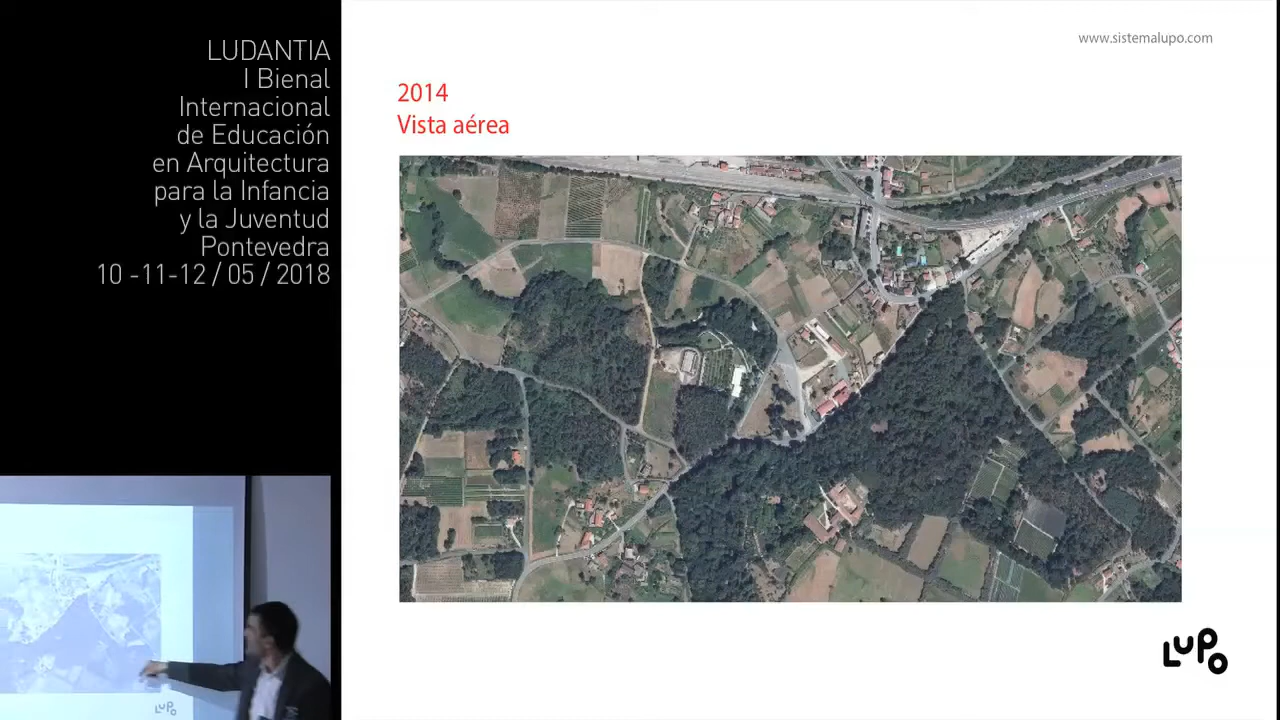 LUDANTIA
I Bienal
Internacional
de Educación
en Arquitectura
para la Infancia
y la Juventud
Pontevedra
10 -11-12 / 05 / 2018
www.sistemalupo.com
2014
Vista aérea
LUPO
LUPO